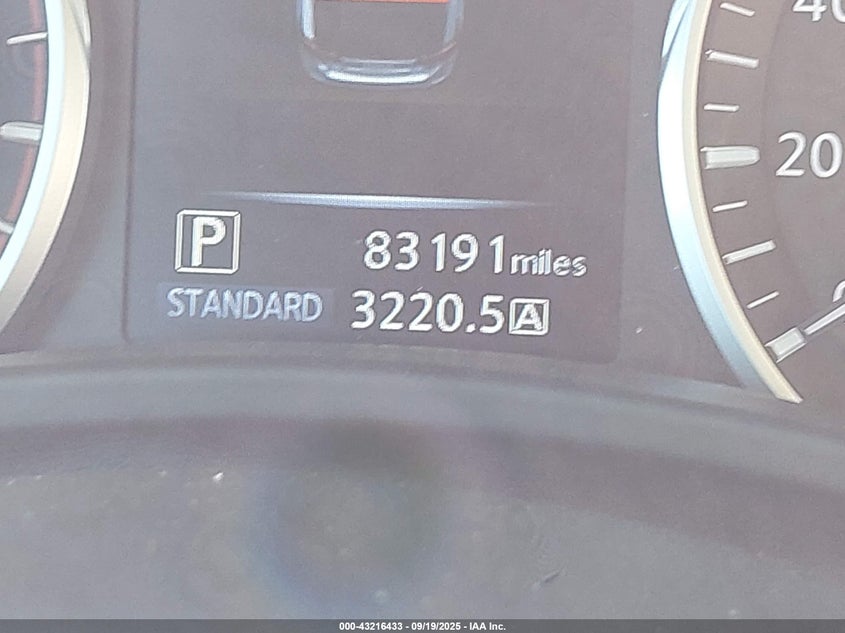 40
20
P 83191 miles
STANDARD 3220.5 A
000-43216433 - 09/19/2025 - IAA Inc.